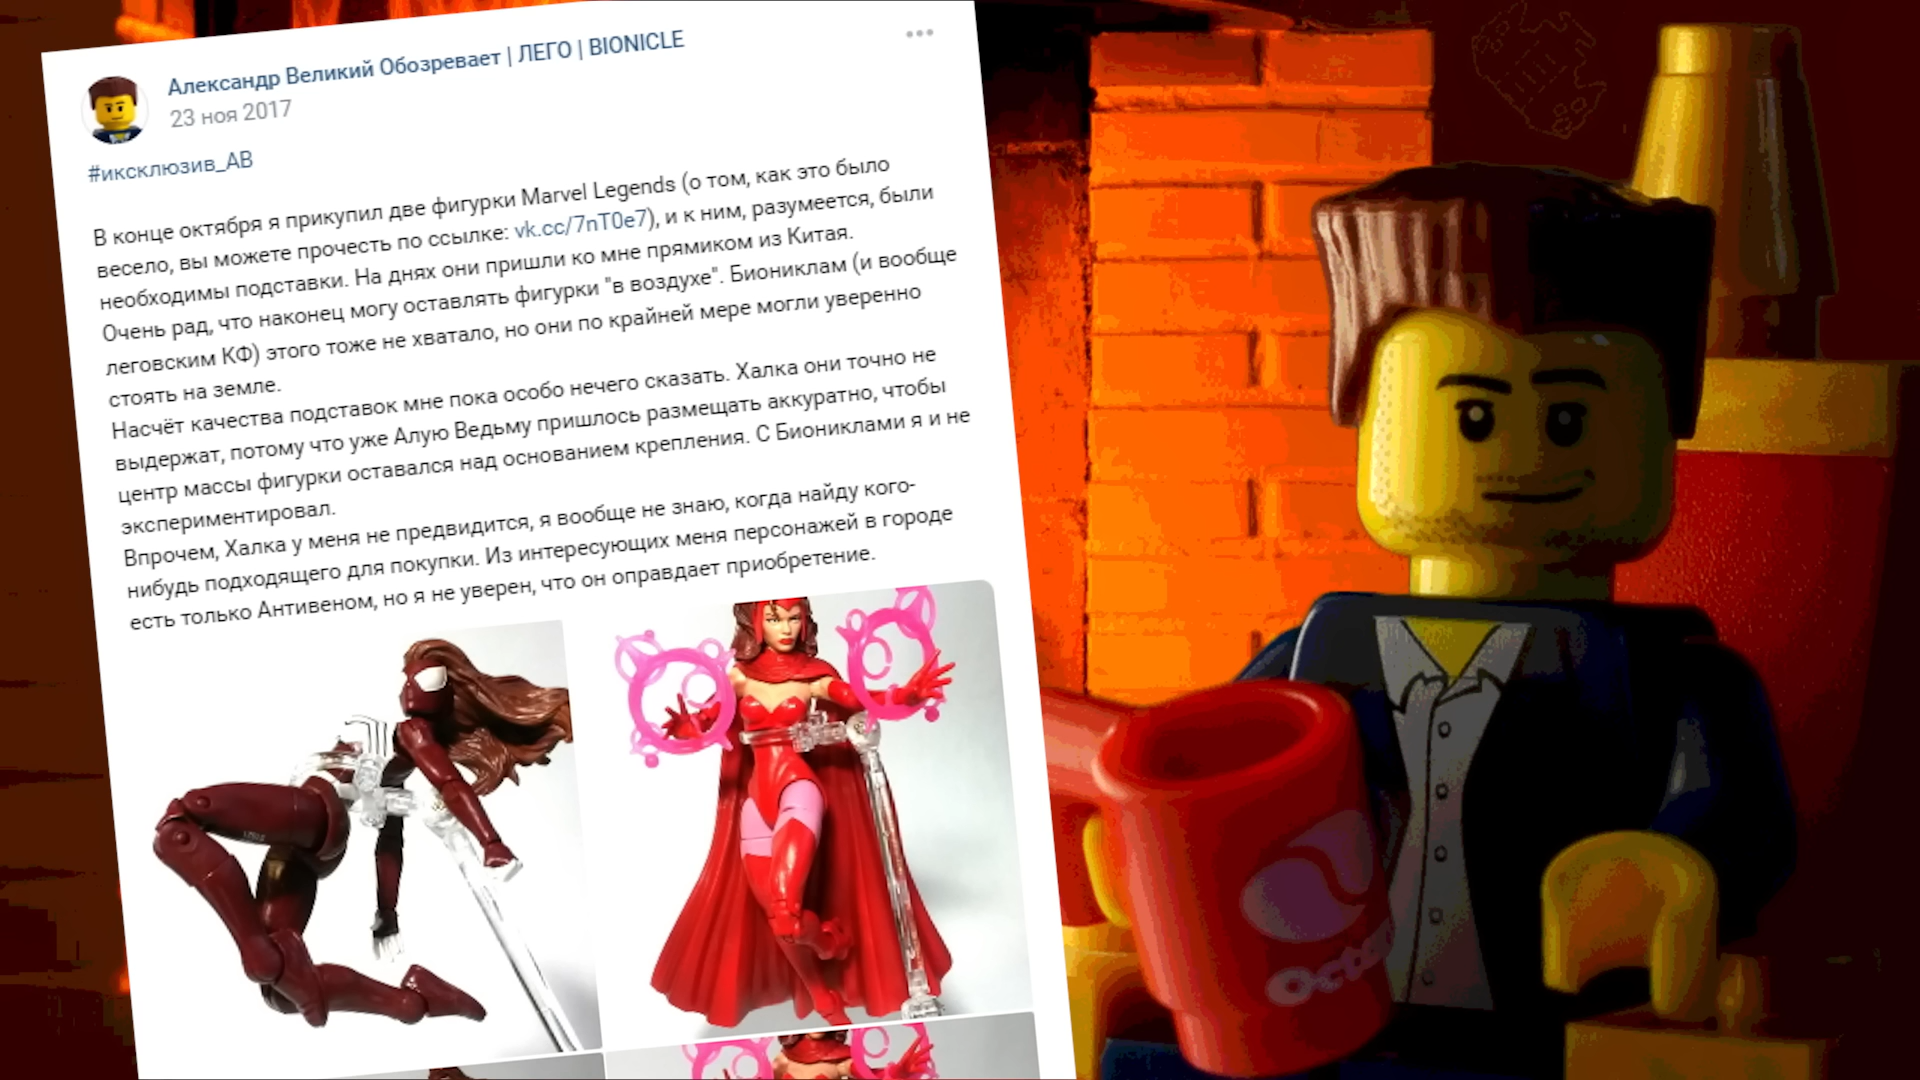 Александр Великий Обозревает | ЛЕГО | BIONICLE
23 ноя 2017
#иксклюзив_АВ
В конце октября я прикупил две фигурки Marvel Legends (о том, как это было
весело, вы можете прочесть по ссылке: vk.cc/7nT0e7), и к ним, разумеется, были
необходимы подставки. На днях они пришли ко мне прямиком из Китая.
Очень рад, что наконец могу оставлять фигурки "в воздухе". Биониклам (и вообще
леговским КФ) этого тоже не хватало, но они по крайней мере могли уверенно
стоять на земле.
Насчёт качества подставок мне пока особо нечего сказать. Халка они точно не
выдержат, потому что уже Алую Ведьму пришлось размещать аккуратно, чтобы
центр массы фигурки оставался над основанием крепления. С Биониклами я и не
экспериментировал.
Впрочем, Халка у меня не предвидится, я вообще не знаю, когда найду кого-
нибудь подходящего для покупки. Из интересующих меня персонажей в городе
есть только Антивеном, но я не уверен, что он оправдает приобретение.